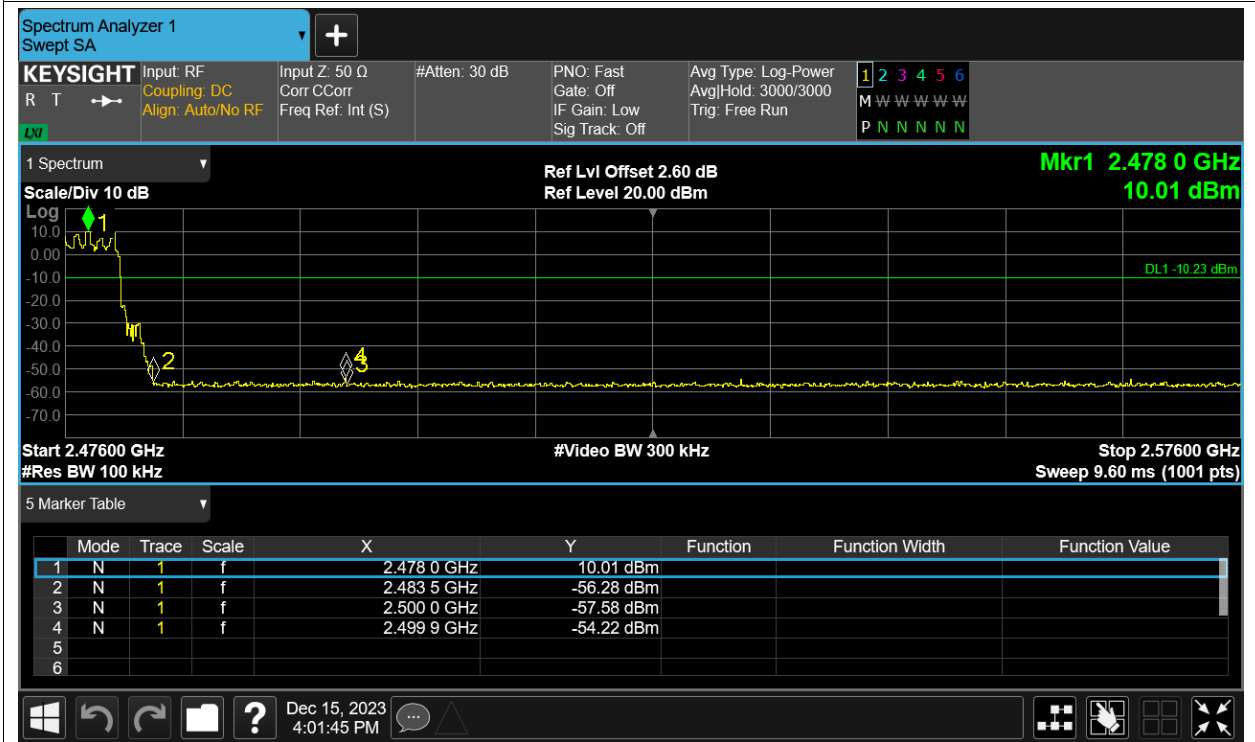 Spectrum Analyzer 1
Swept SA
+
KEYSIGHT
R T
LXI
Input: RF
Coupling: DC
Align: Auto/No RF
Input Z: 50 Ω
Corr CCorr
Freq Ref: Int (S)
#Atten: 30 dB
PNO: Fast
Gate: Off
IF Gain: Low
Sig Track: Off
Avg Type: Log-Power
Avg|Hold: 3000/3000
Trig: Free Run
1 2 3 4 5 6
M W W W W W
P N N N N N
1 Spectrum
Scale/Div 10 dB
Ref Lvl Offset 2.60 dB
Ref Level 20.00 dBm
Mkr1 2.478 0 GHz
10.01 dBm
Log
10.0
0.00
-10.0
-20.0
-30.0
-40.0
-50.0
-60.0
-70.0
1
2
4
3
DL1 -10.23 dBm
Start 2.47600 GHz
#Res BW 100 kHz
#Video BW 300 kHz
Stop 2.57600 GHz
Sweep 9.60 ms (1001 pts)
5 Marker Table
Mode Trace Scale X Y Function Function Width Function Value
1 N 1 f 2.478 0 GHz 10.01 dBm
2 N 1 f 2.483 5 GHz -56.28 dBm
3 N 1 f 2.500 0 GHz -57.58 dBm
4 N 1 f 2.499 9 GHz -54.22 dBm
5
6
?
Dec 15, 2023
4:01:45 PM